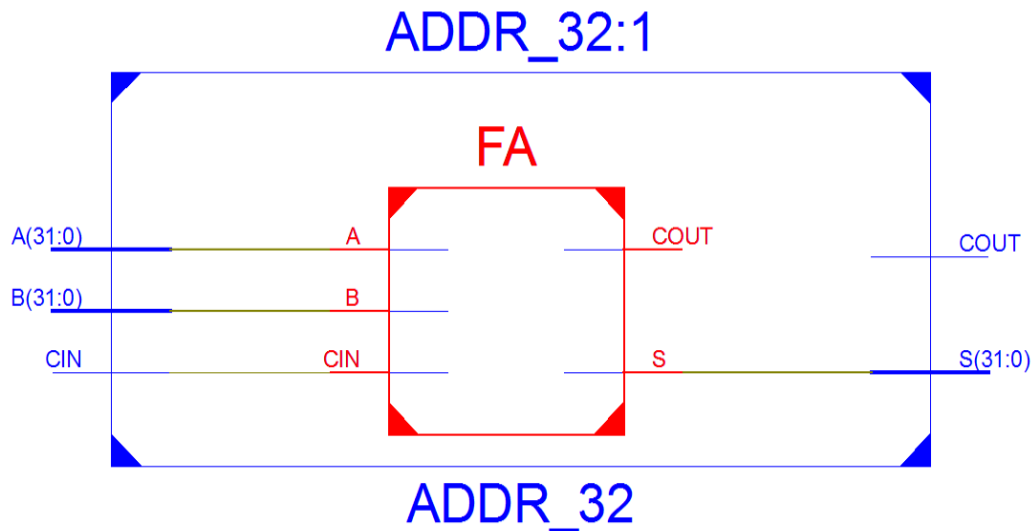 ADDR_32:1
FA
A(31:0) A COUT COUT
B(31:0) B
CIN CIN S S(31:0)
ADDR_32